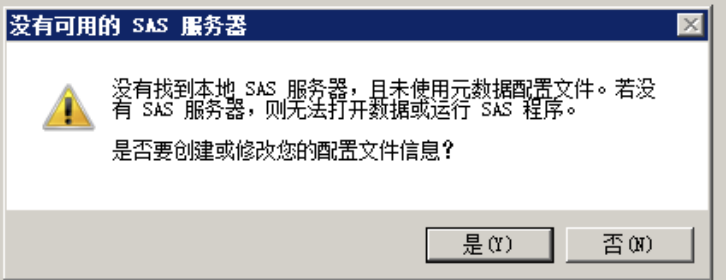 没有可用的 SAS 服务器
没有找到本地 SAS 服务器，且未使用元数据配置文件。若没
有 SAS 服务器，则无法打开数据或运行 SAS 程序。
是否要创建或修改您的配置文件信息？
是(Y)
否(N)